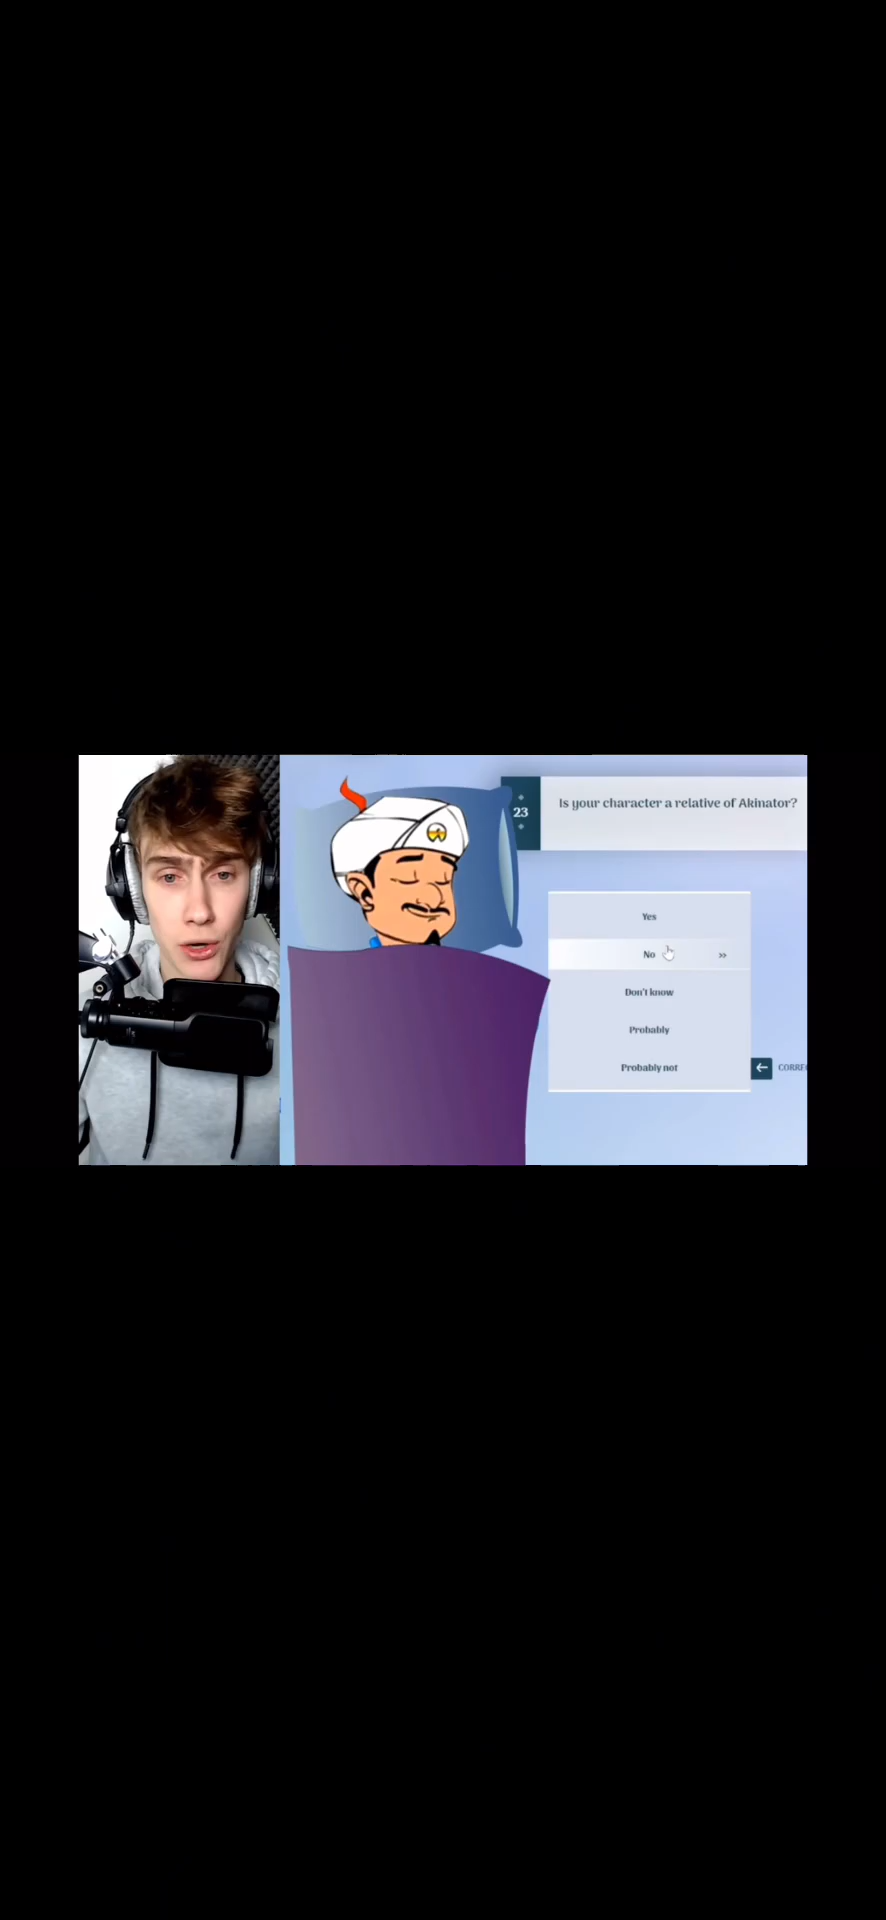 23
Is your character a relative of Akinator?
Yes
No
Don't know
Probably
Probably not